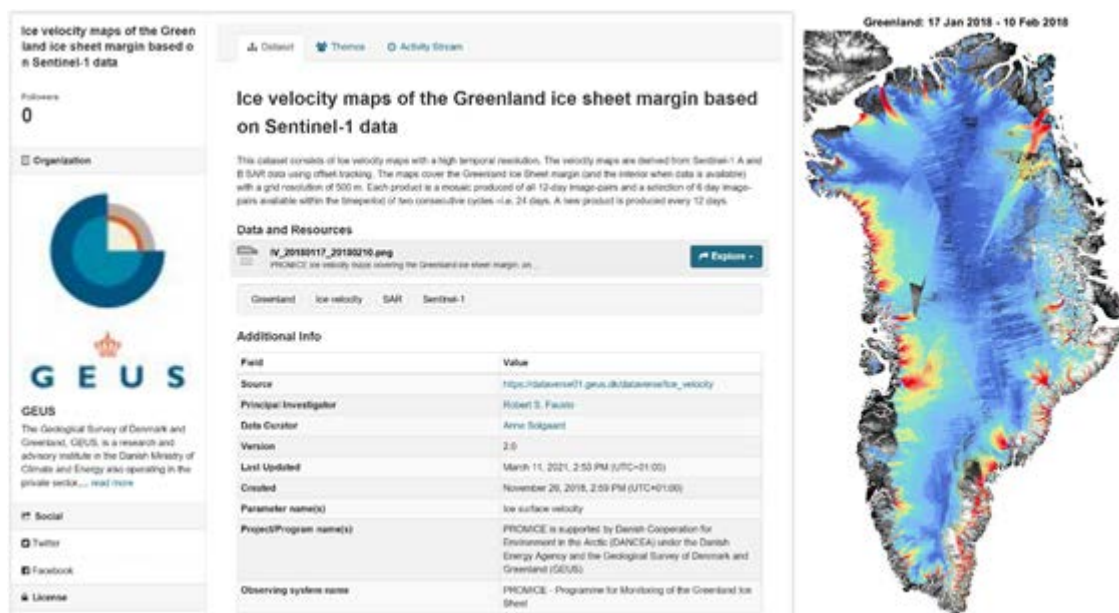 Ice velocity maps of the Green
land ice sheet margin based o
n Sentinel-1 data
Followers
0
Organization
GEUS
GEUS
The Geological Survey of Denmark and
Greenland, GEUS, is a research and
advisory institute in the Danish Ministry of
Climate and Energy also operating in the
private sector,... read more
Social
Twitter
Facebook
License
Dataset
Themes
Activity Stream
Ice velocity maps of the Greenland ice sheet margin based
on Sentinel-1 data
This dataset consists of Ice velocity maps with a high temporal resolution. The velocity maps are derived from Sentinel-1 A and
B SAR data using offset tracking. The maps cover the Greenland Ice Sheet margin (and the interior when data is available)
with a grid resolution of 500 m. Each product is a mosaic produced of all 12-day image-pairs and a selection of 6 day image-
pairs available within the timeperiod of two consecutive cycles –i.e. 24 days. A new product is produced every 12 days.
Data and Resources
IV_20180117_20180210.png
PROMICE ice velocity maps covering the Greenland ice sheet margin, on...
Explore
Greenland
Ice velocity
SAR
Sentinel-1
Additional Info
Field Value
Source https://dataverse01.geus.dk/dataverse/Ice_velocity
Principal Investigator Robert S. Fausto
Data Curator Anne Solgaard
Version 2.0
Last Updated March 11, 2021, 2:53 PM (UTC+01:00)
Created November 26, 2018, 2:59 PM (UTC+01:00)
Parameter name(s) Ice surface velocity
Project/Program name(s) PROMICE is supported by Danish Cooperation for
Environment in the Arctic (DANCEA) under the Danish
Energy Agency and the Geological Survey of Denmark and
Greenland (GEUS)
Observing system name PROMICE - Programme for Monitoring of the Greenland Ice
Sheet
Greenland: 17 Jan 2018 - 10 Feb 2018